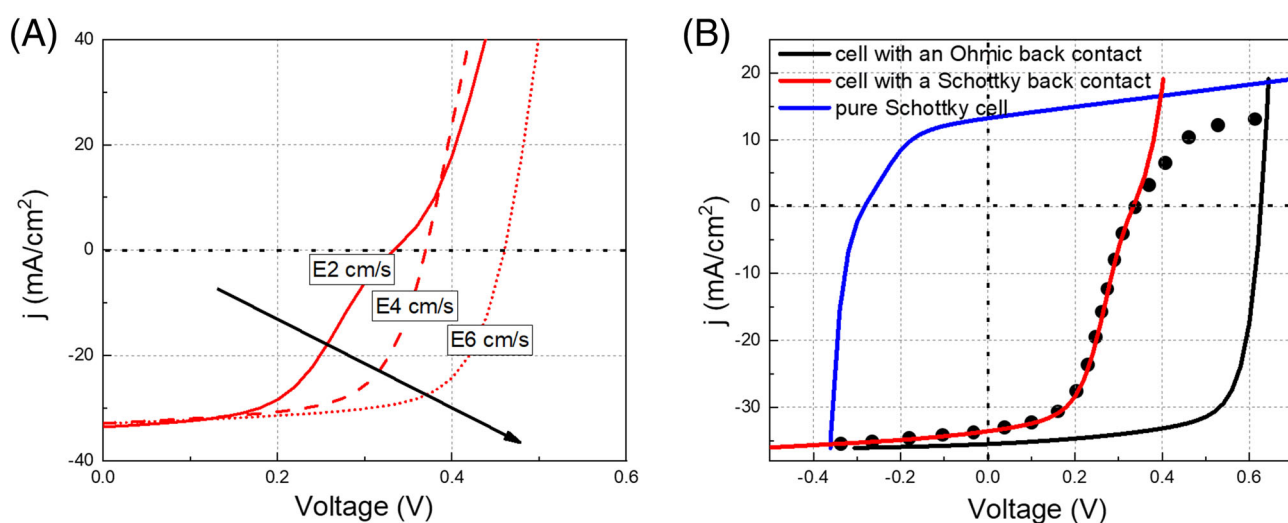 (A)
40
20
0
-20
-40
j (mA/cm²)
E2 cm/s
E4 cm/s
E6 cm/s
0.0 0.2 0.4 0.6
Voltage (V)
(B)
cell with an Ohmic back contact
cell with a Schottky back contact
pure Schottky cell
20
10
0
-10
-20
-30
j (mA/cm²)
-0.4 -0.2 0.0 0.2 0.4 0.6
Voltage (V)